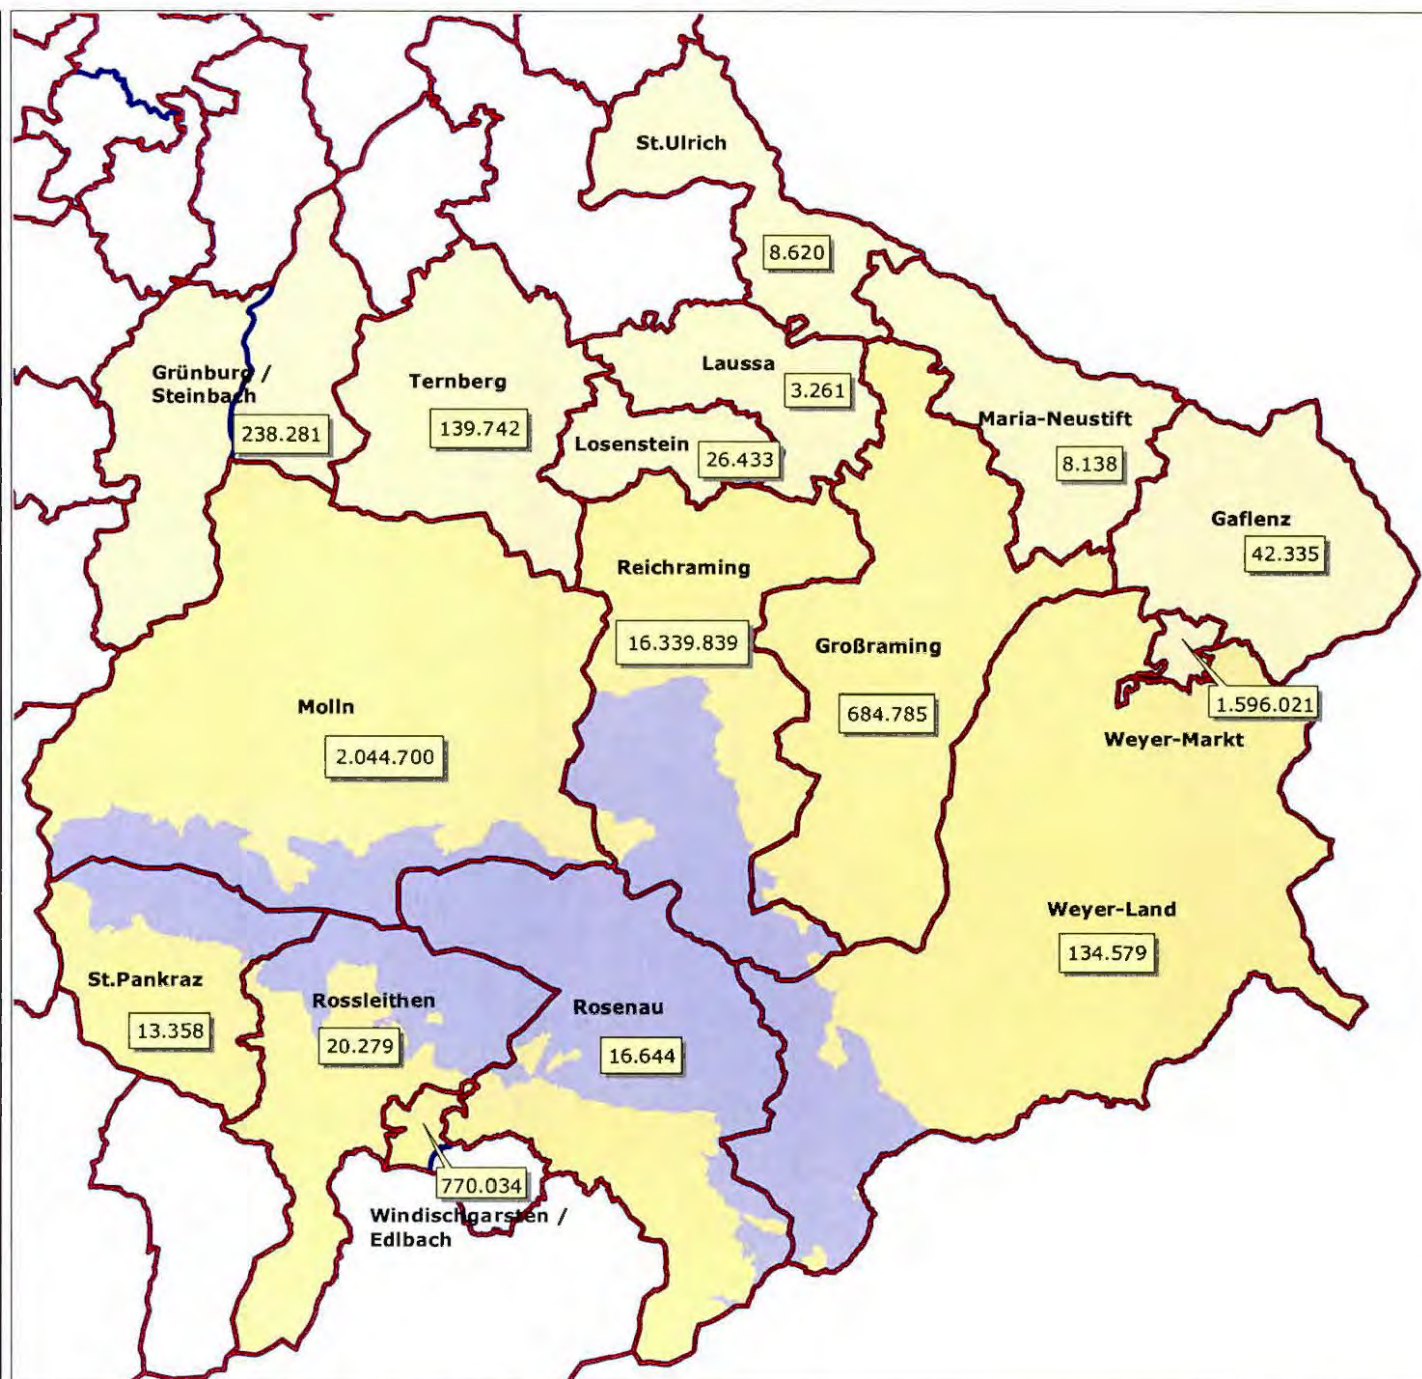 St.Ulrich
8.620
Grünburg /
Steinbach
238.281
Ternberg
139.742
Laussa
3.261
Losenstein
26.433
Maria-Neustift
8.138
Gaflenz
42.335
Reichraming
16.339.839
Großraming
684.785
1.596.021
Weyer-Markt
Molln
2.044.700
Weyer-Land
134.579
St.Pankraz
13.358
Rossleithen
20.279
Rosenau
16.644
770.034
Windischgarsten /
Edlbach